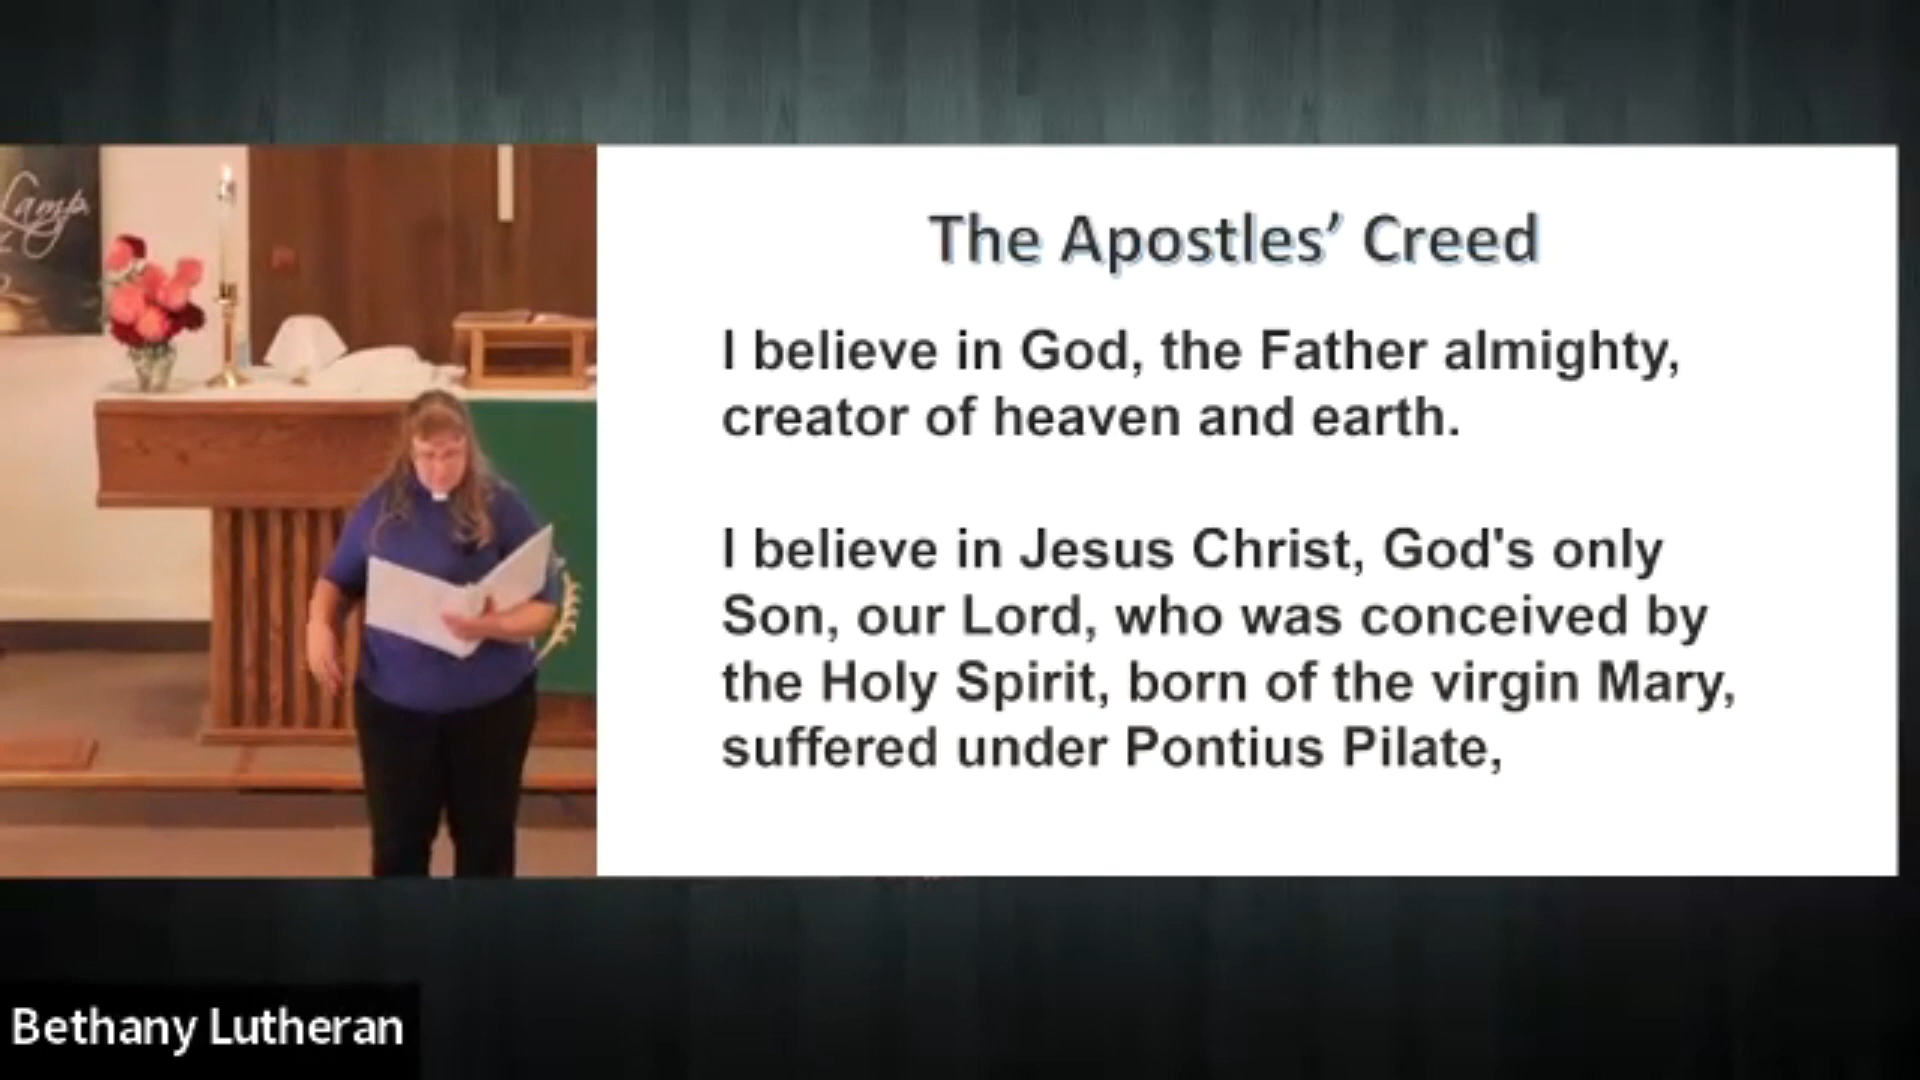 Lamp
The Apostles’ Creed
I believe in God, the Father almighty,
creator of heaven and earth.
I believe in Jesus Christ, God's only
Son, our Lord, who was conceived by
the Holy Spirit, born of the virgin Mary,
suffered under Pontius Pilate,
Bethany Lutheran